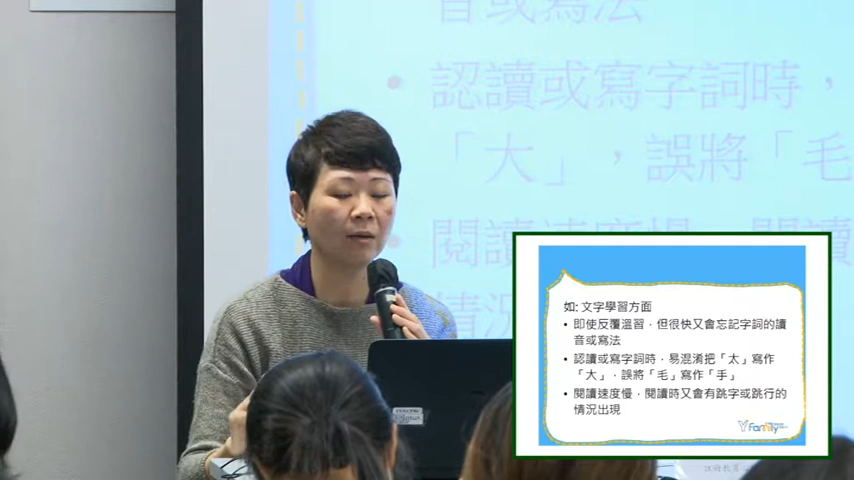 音或寫法
• 認讀或寫字詞時，
「大」，誤將「毛
閱讀速度慢，閱讀
情況
如: 文字學習方面
• 即使反覆溫習，但很快又會忘記字詞的讀
音或寫法
• 認讀或寫字詞時，易混淆把「太」寫作
「大」，誤將「毛」寫作「手」
• 閱讀速度慢，閱讀時又會有跳字或跳行的
情況出現
Family